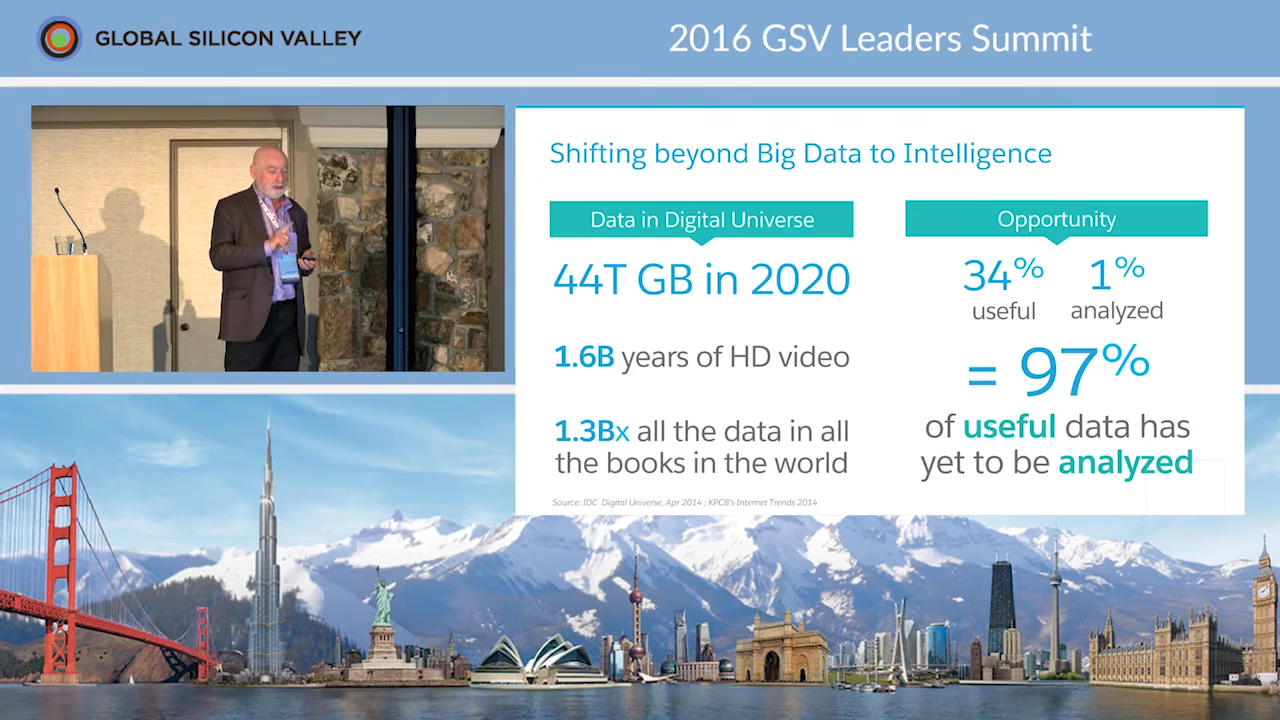 GLOBAL SILICON VALLEY
2016 GSV Leaders Summit
Shifting beyond Big Data to Intelligence
Data in Digital Universe
44T GB in 2020
1.6B years of HD video
1.3Bx all the data in all
the books in the world
Source: IDC Digital Universe, Apr 2014 ; KPCB's Internet Trends 2014
Opportunity
34% 1%
useful analyzed
= 97%
of useful data has
yet to be analyzed